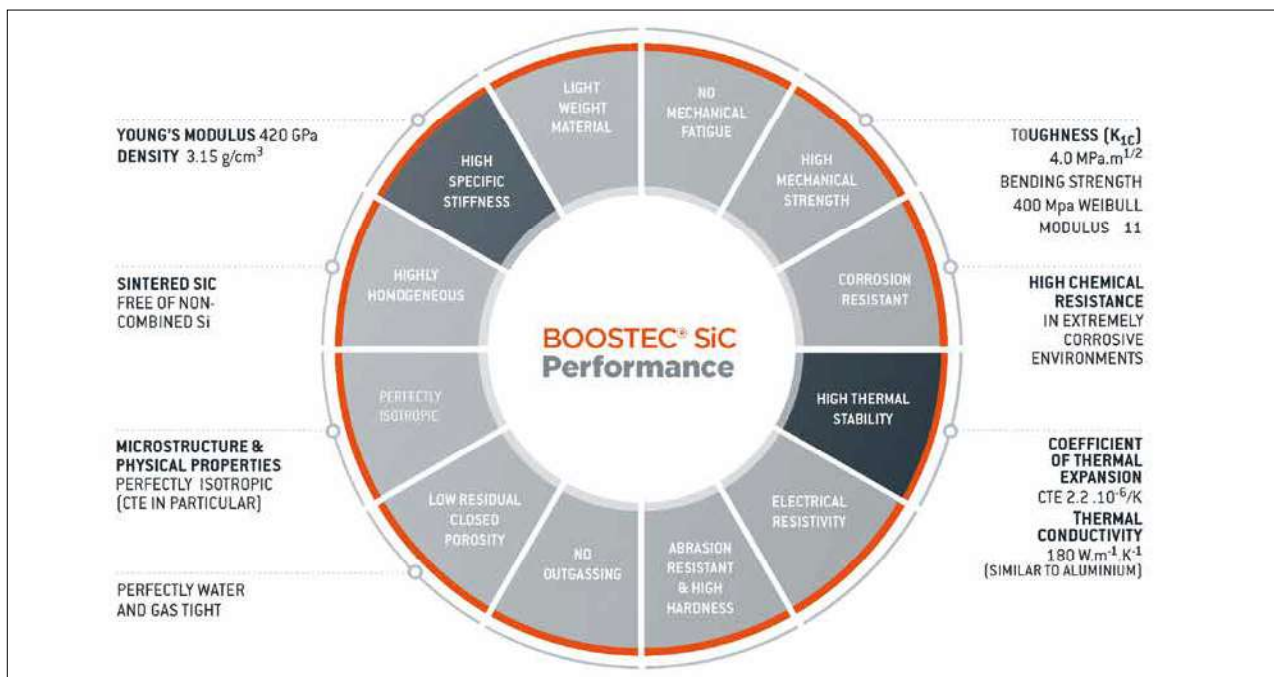 YOUNG'S MODULUS 420 GPa
DENSITY 3.15 g/cm³
SINTERED SIC
FREE OF NON-
COMBINED Si
MICROSTRUCTURE &
PHYSICAL PROPERTIES
PERFECTLY ISOTROPIC
(CTE IN PARTICULAR)
PERFECTLY WATER
AND GAS TIGHT
LIGHT
WEIGHT
MATERIAL
NO
MECHANICAL
FATIGUE
HIGH
SPECIFIC
STIFFNESS
HIGH
MECHANICAL
STRENGTH
HIGHLY
HOMOGENEOUS
CORROSION
RESISTANT
BOOSTEC® SiC
Performance
PERFECTLY
ISOTROPIC
HIGH THERMAL
STABILITY
LOW RESIDUAL
CLOSED
POROSITY
ELECTRICAL
RESISTIVITY
NO
OUTGASSING
ABRASION
RESISTANT
& HIGH
HARDNESS
TOUGHNESS (K1C)
4.0 MPa.m1/2
BENDING STRENGTH
400 Mpa WEIBULL
MODULUS 11
HIGH CHEMICAL
RESISTANCE
IN EXTREMELY
CORROSIVE
ENVIRONMENTS
COEFFICIENT
OF THERMAL
EXPANSION
CTE 2.2 .10-6/K
THERMAL
CONDUCTIVITY
180 W.m-1.K-1
(SIMILAR TO ALUMINIUM)